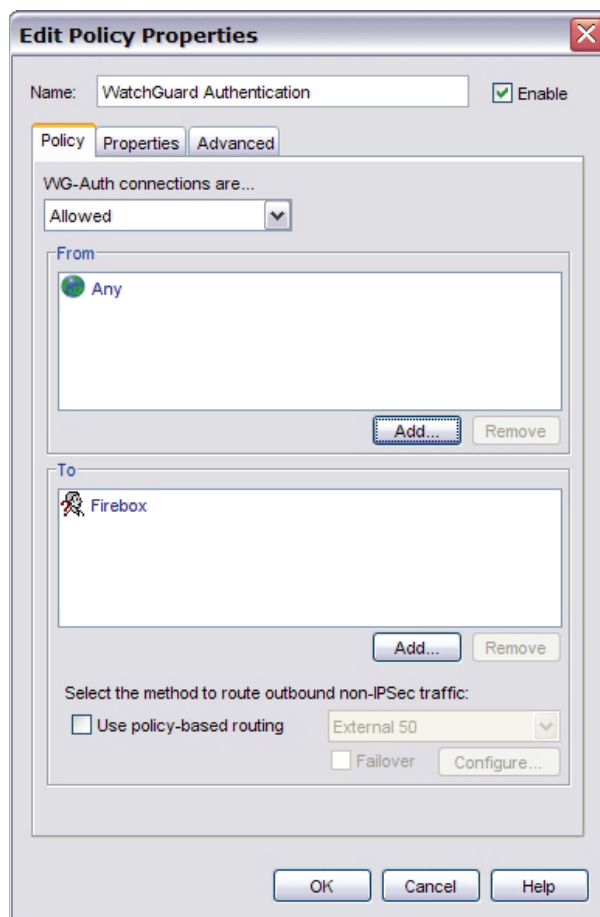 Edit Policy Properties
Name: WatchGuard Authentication Enable
Policy Properties Advanced
WG-Auth connections are...
Allowed
From
Any
Add... Remove
To
Firebox
Add... Remove
Select the method to route outbound non-IPSec traffic:
Use policy-based routing External 50
Failover Configure...
OK Cancel Help